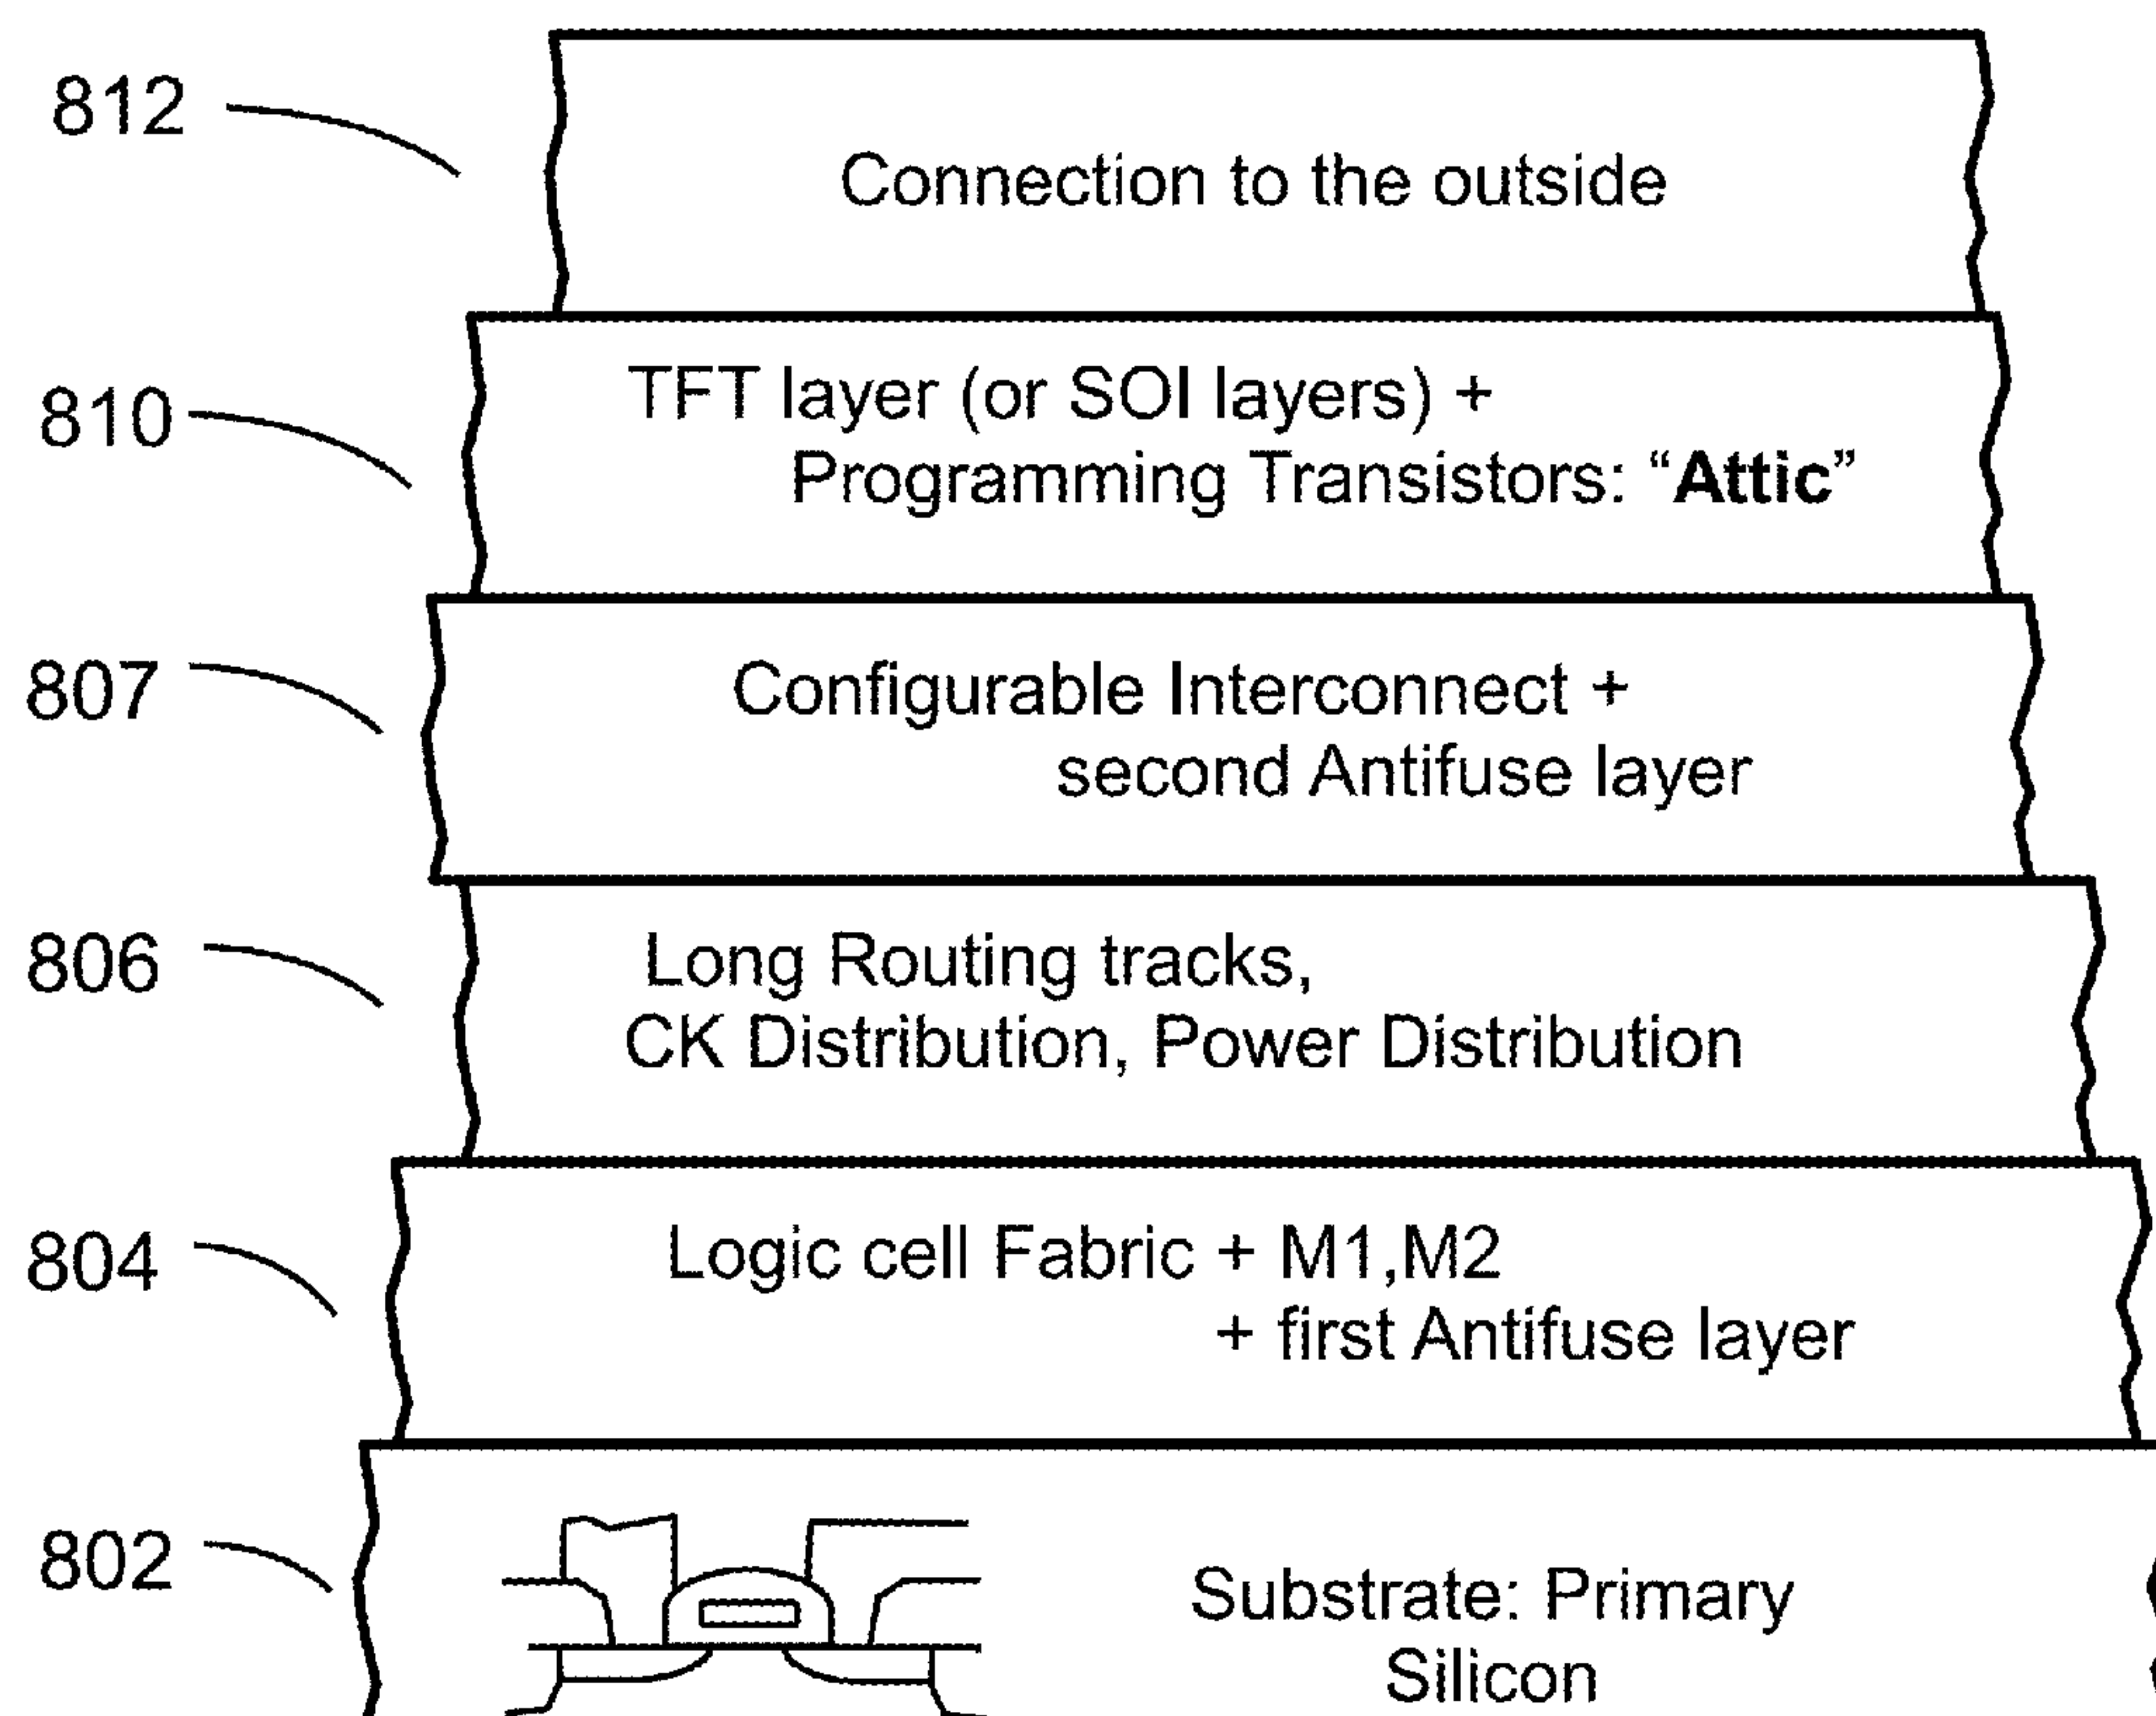 812
Connection to the outside
810
TFT layer (or SOI layers) +
Programming Transistors: “Attic”
807
Configurable Interconnect +
second Antifuse layer
806
Long Routing tracks,
CK Distribution, Power Distribution
804
Logic cell Fabric + M1,M2
+ first Antifuse layer
802
Substrate: Primary
Silicon